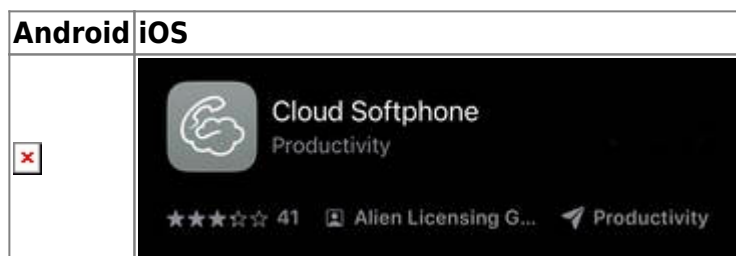 Android iOS
Cloud Softphone
Productivity
★★★☆☆ 41 Alien Licensing G... Productivity